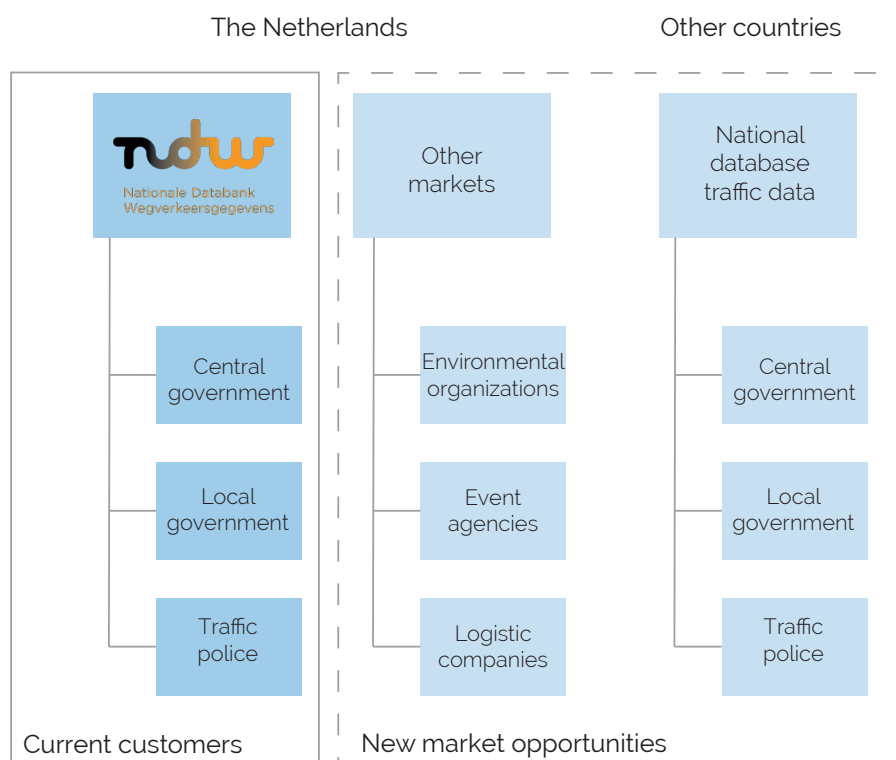 The Netherlands
Other countries
ndw
Nationale Databank
Wegverkeersgegevens
Central
government
Local
government
Traffic
police
Current customers
Other
markets
Environmental
organizations
Event
agencies
Logistic
companies
National
database
traffic data
Central
government
Local
government
Traffic
police
New market opportunities